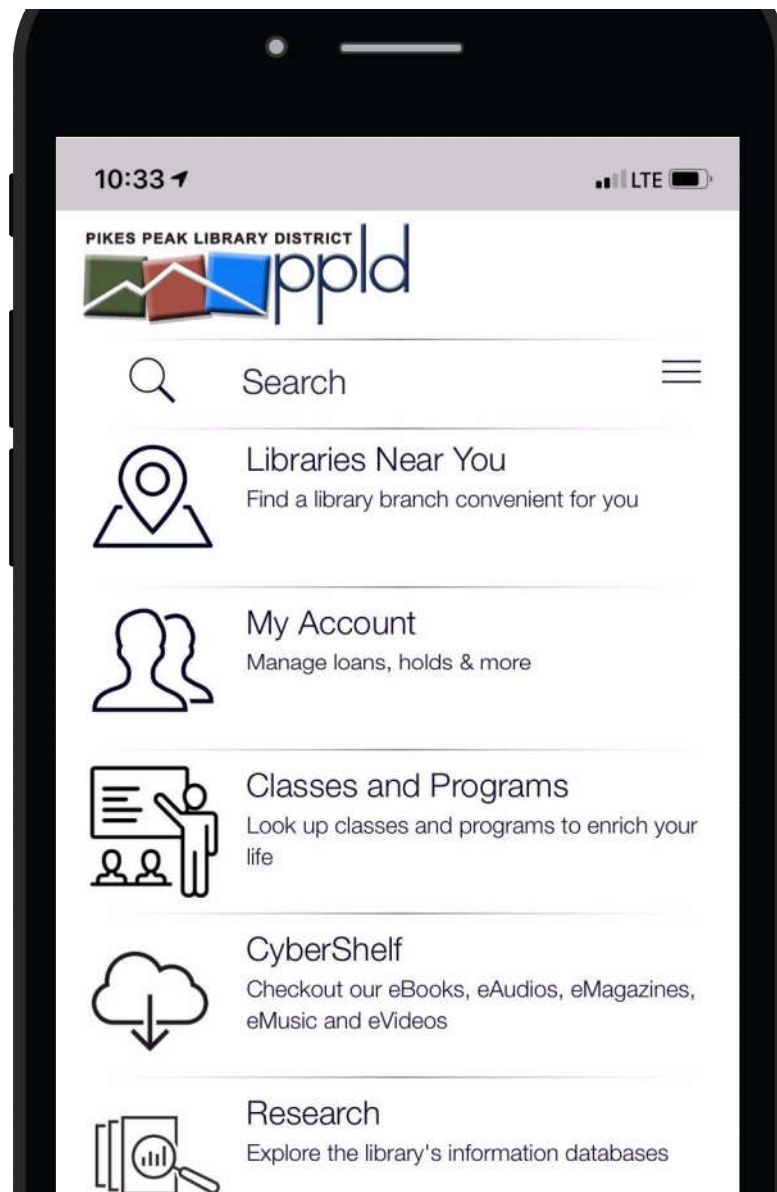 10:33
LTE
PIKES PEAK LIBRARY DISTRICT
ppld
Search
Libraries Near You
Find a library branch convenient for you
My Account
Manage loans, holds & more
Classes and Programs
Look up classes and programs to enrich your
life
CyberShelf
Checkout our eBooks, eAudios, eMagazines,
eMusic and eVideos
Research
Explore the library's information databases